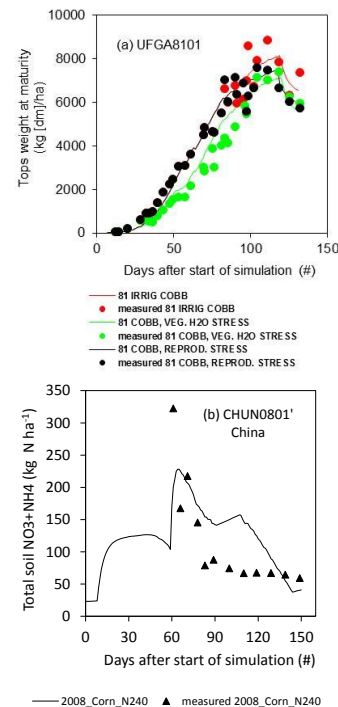 (a) UFGA8101
Tops weight at maturity
(kg [dm]/ha)
10000
8000
6000
4000
2000
0
0 50 100 150
Days after start of simulation (#)
81 IRRIG COBB
measured 81 IRRIG COBB
81 COBB, VEG. H2O STRESS
measured 81 COBB, VEG. H2O STRESS
81 COBB, REPROD. STRESS
measured 81 COBB, REPROD. STRESS
(b) CHUN0801'
China
Total soil NO3+NH4 (kg N ha-1)
350
300
250
200
150
100
50
0
0 30 60 90 120 150
Days after start of simulation (#)
2008_Corn_N240
measured 2008_Corn_N240